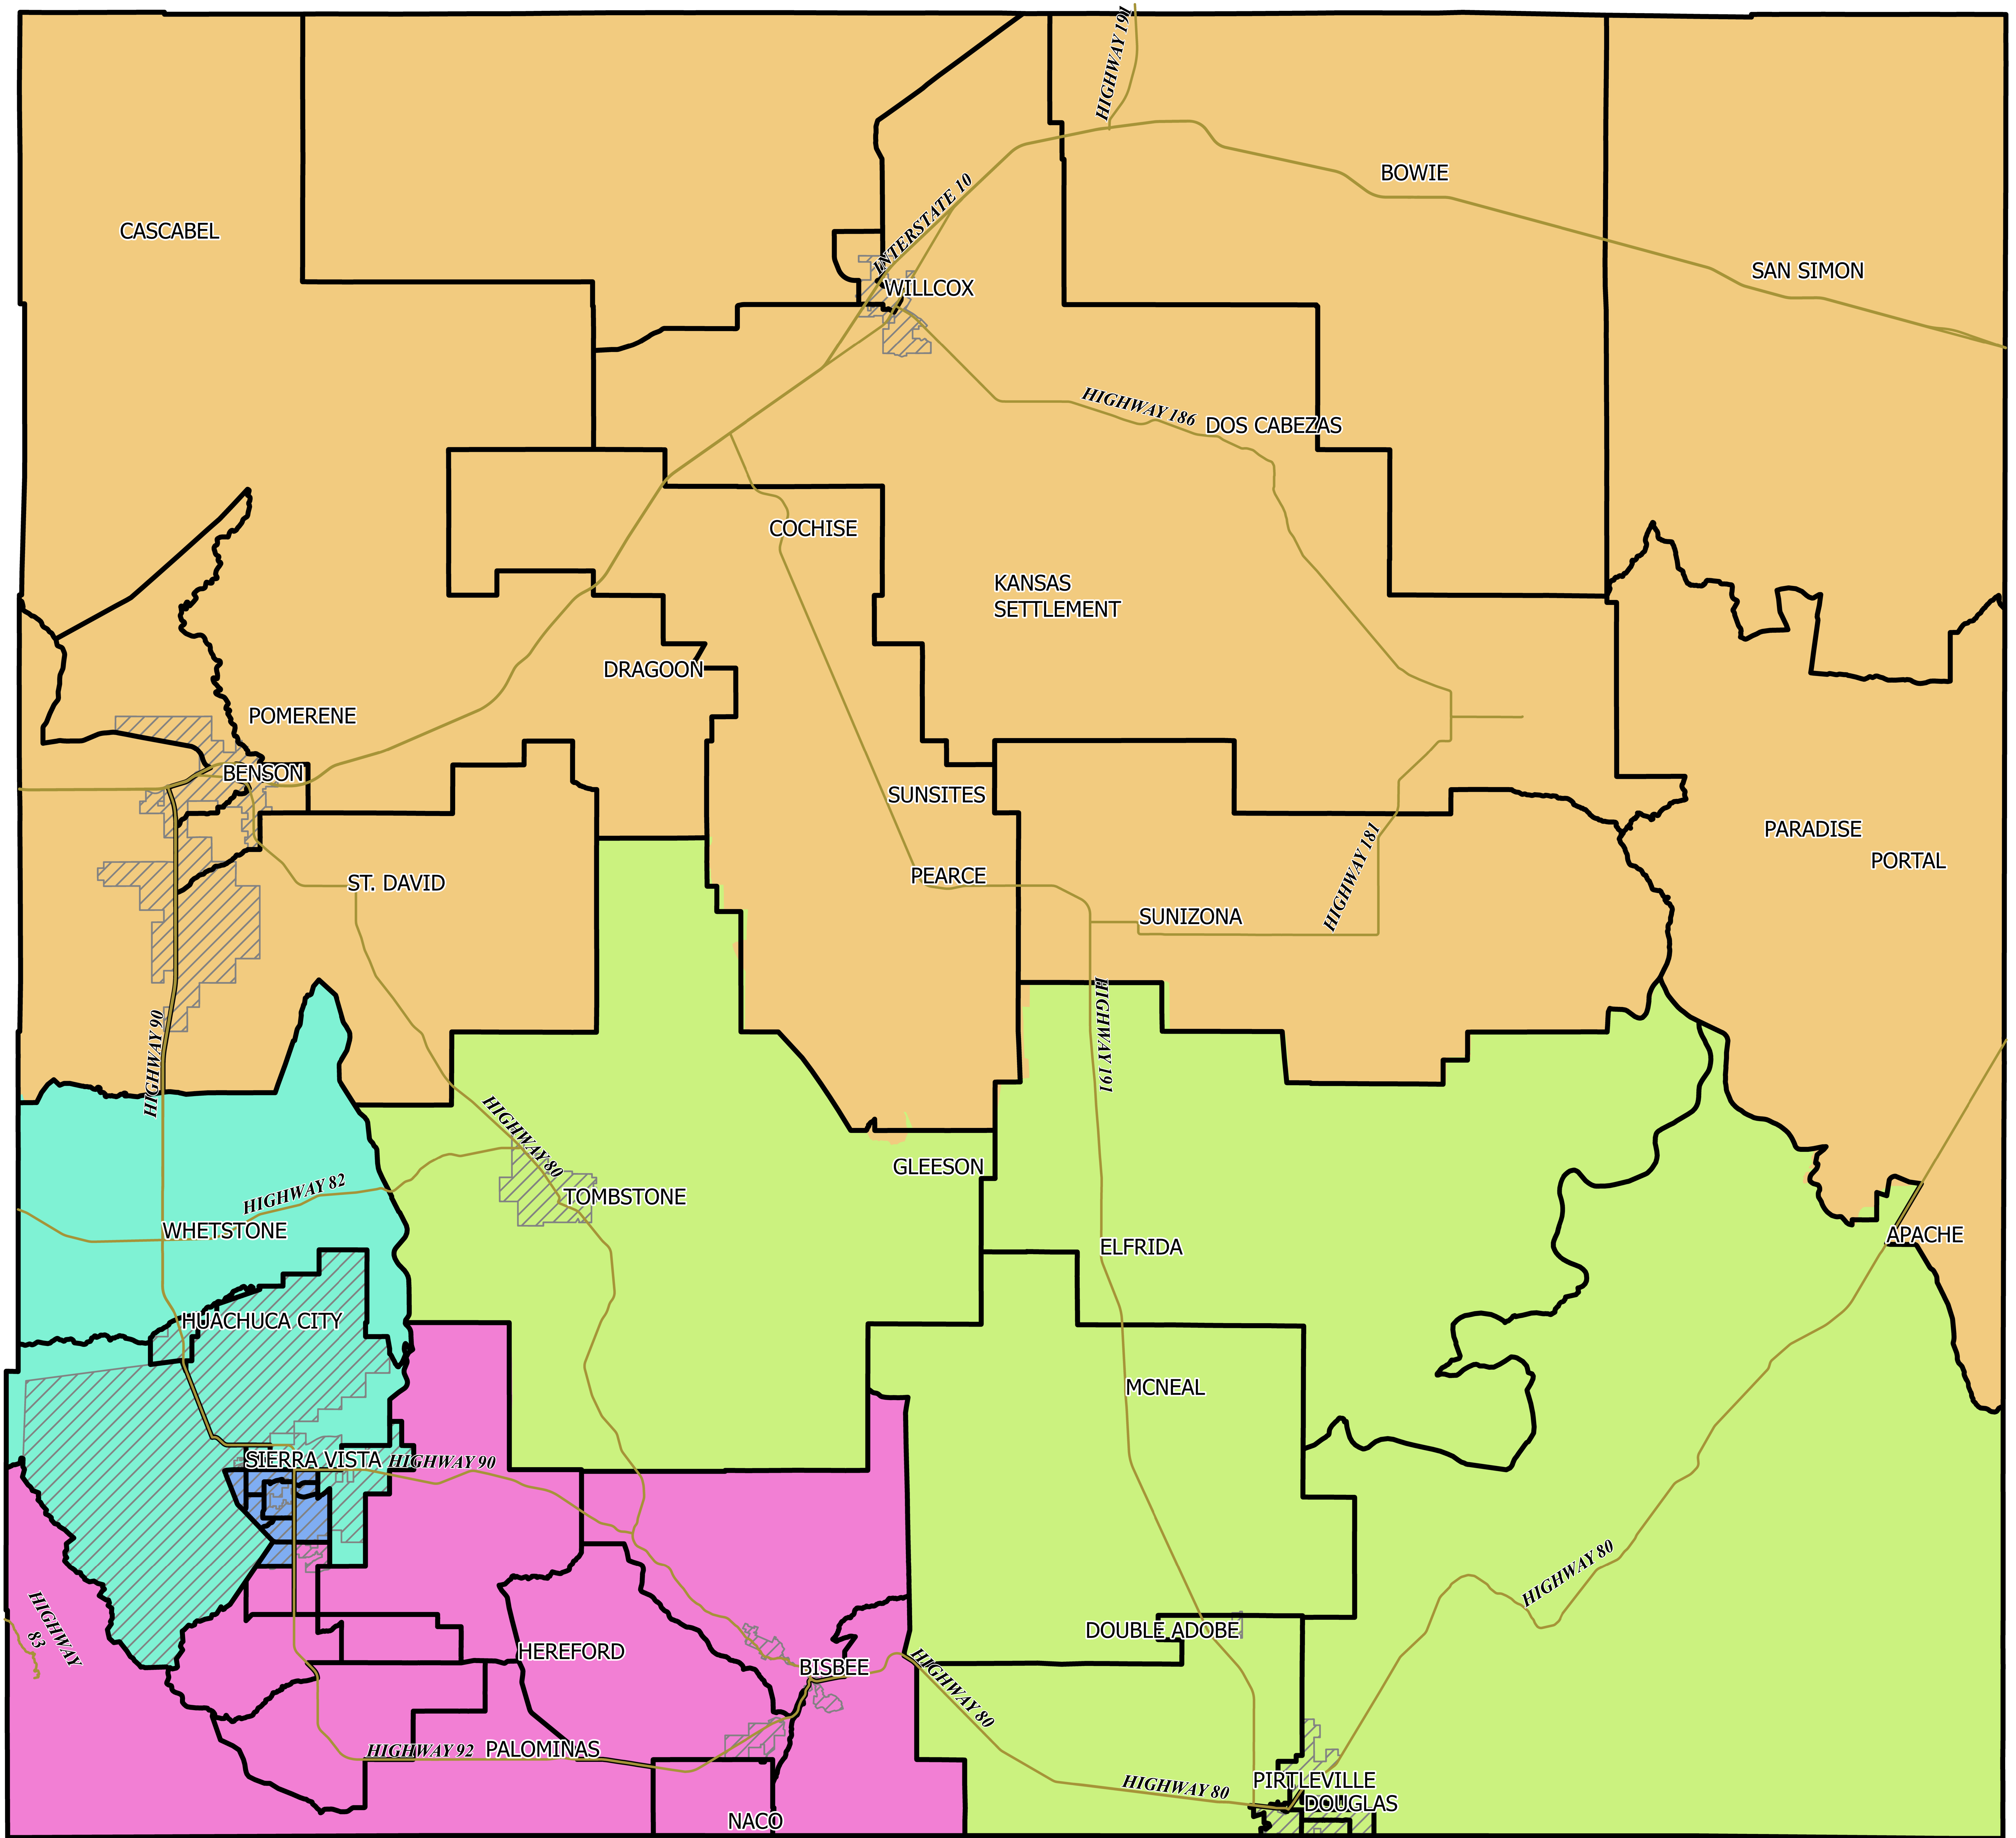 HIGHWAY 191
BOWIE
CASCABEL
INTERSTATE 10
SAN SIMON
WILLCOX
HIGHWAY 186
DOS CABEZAS
COCHISE
KANSAS
SETTLEMENT
DRAGOON
POMERENE
BENSON
SUNSITES
PARADISE
PORTAL
PEARCE
ST. DAVID
HIGHWAY 181
SUNIZONA
HIGHWAY 90
HIGHWAY 191
HIGHWAY 80
GLEESON
HIGHWAY 82
TOMBSTONE
WHETSTONE
APACHE
ELFRIDA
HUACHUCA CITY
MCNEAL
SIERRA VISTA
HIGHWAY 90
HIGHWAY 80
HIGHWAY
83
DOUBLE ADOBE
HEREFORD
BISBEE
HIGHWAY 80
HIGHWAY 92
PALOMINAS
HIGHWAY 80
PIRTLEVILLE
DOUGLAS
NACO